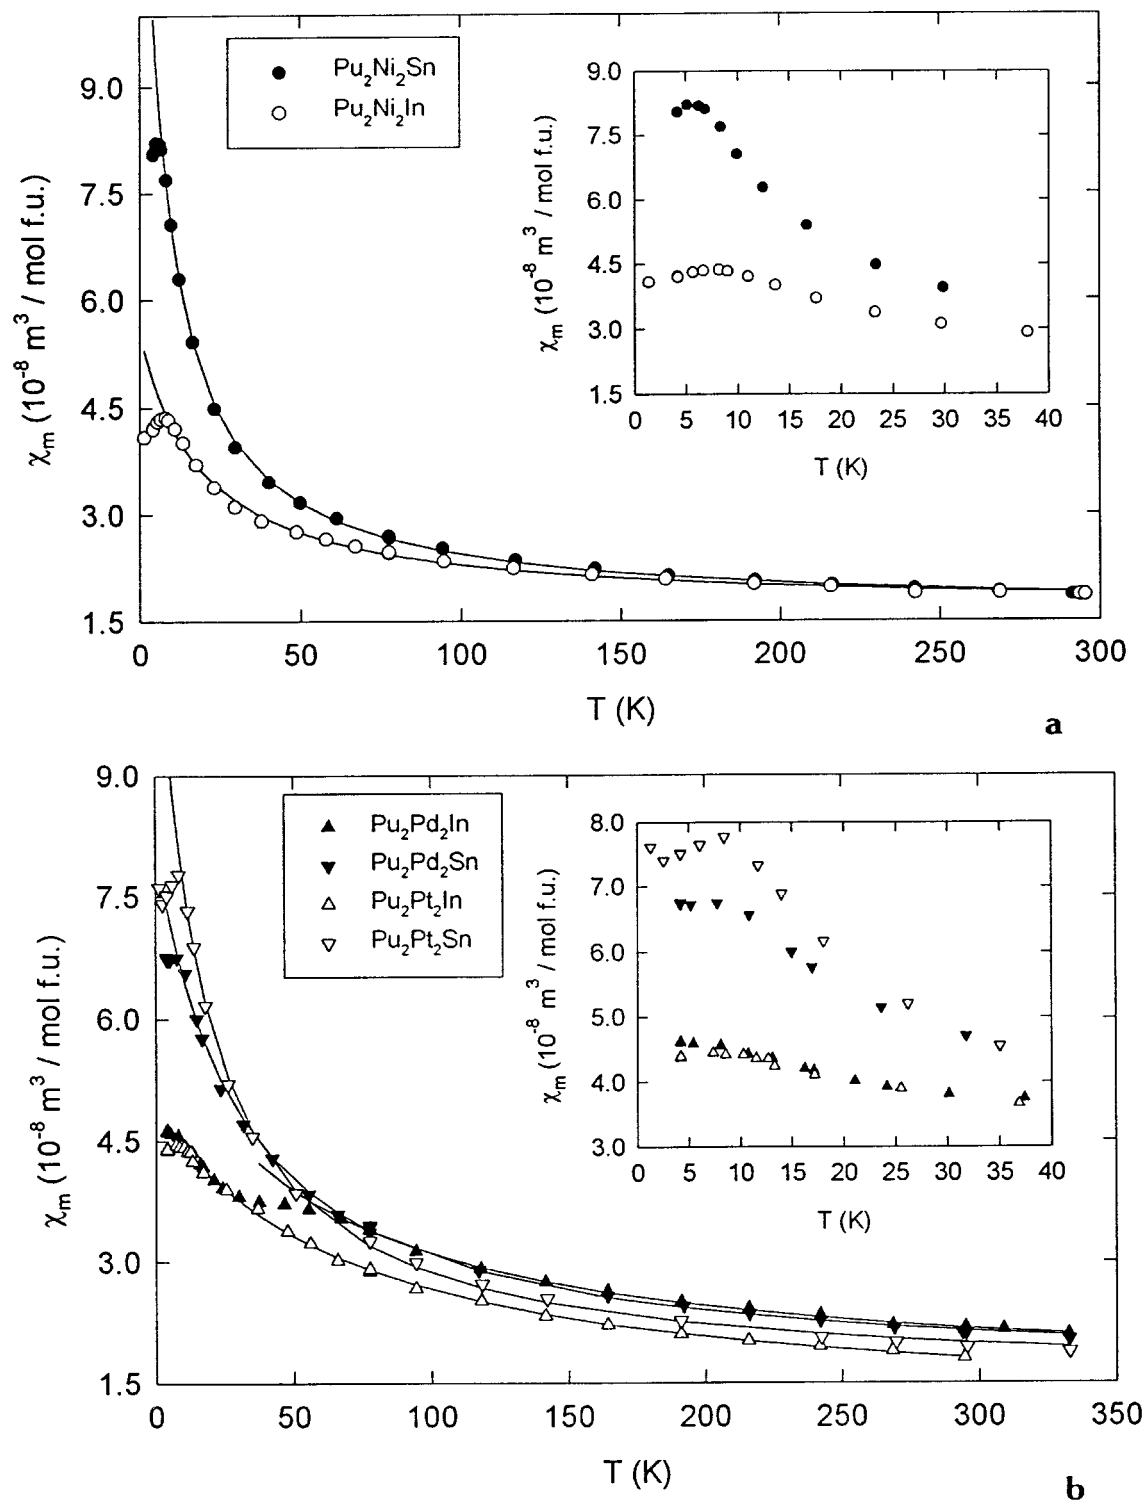 9.0
7.5
6.0
4.5
3.0
1.5
χm (10-8 m3 / mol f.u.)
Pu2Ni2Sn
Pu2Ni2In
9.0
7.5
6.0
4.5
3.0
1.5
χm (10-8 m3 / mol f.u.)
0 5 10 15 20 25 30 35 40
T (K)
0 50 100 150 200 250 300
T (K)
a
9.0
7.5
6.0
4.5
3.0
1.5
χm (10-8 m3 / mol f.u.)
Pu2Pd2In
Pu2Pd2Sn
Pu2Pt2In
Pu2Pt2Sn
8.0
7.0
6.0
5.0
4.0
3.0
χm (10-8 m3 / mol f.u.)
0 5 10 15 20 25 30 35 40
T (K)
0 50 100 150 200 250 300 350
T (K)
b